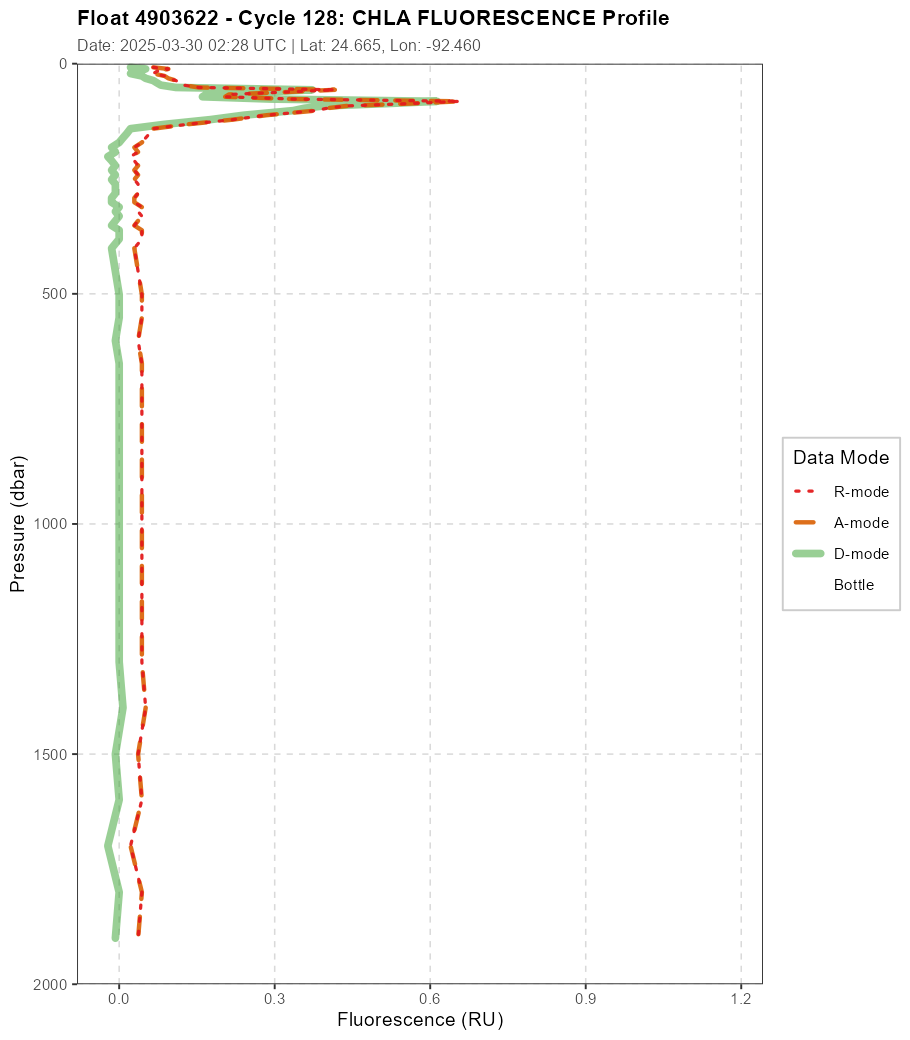 Float 4903622 - Cycle 128: CHLA FLUORESCENCE Profile
Date: 2025-03-30 02:28 UTC | Lat: 24.665, Lon: -92.460
0
500
1000
1500
2000
Pressure (dbar)
0.0
0.3
0.6
0.9
1.2
Fluorescence (RU)
Data Mode
R-mode
A-mode
D-mode
Bottle